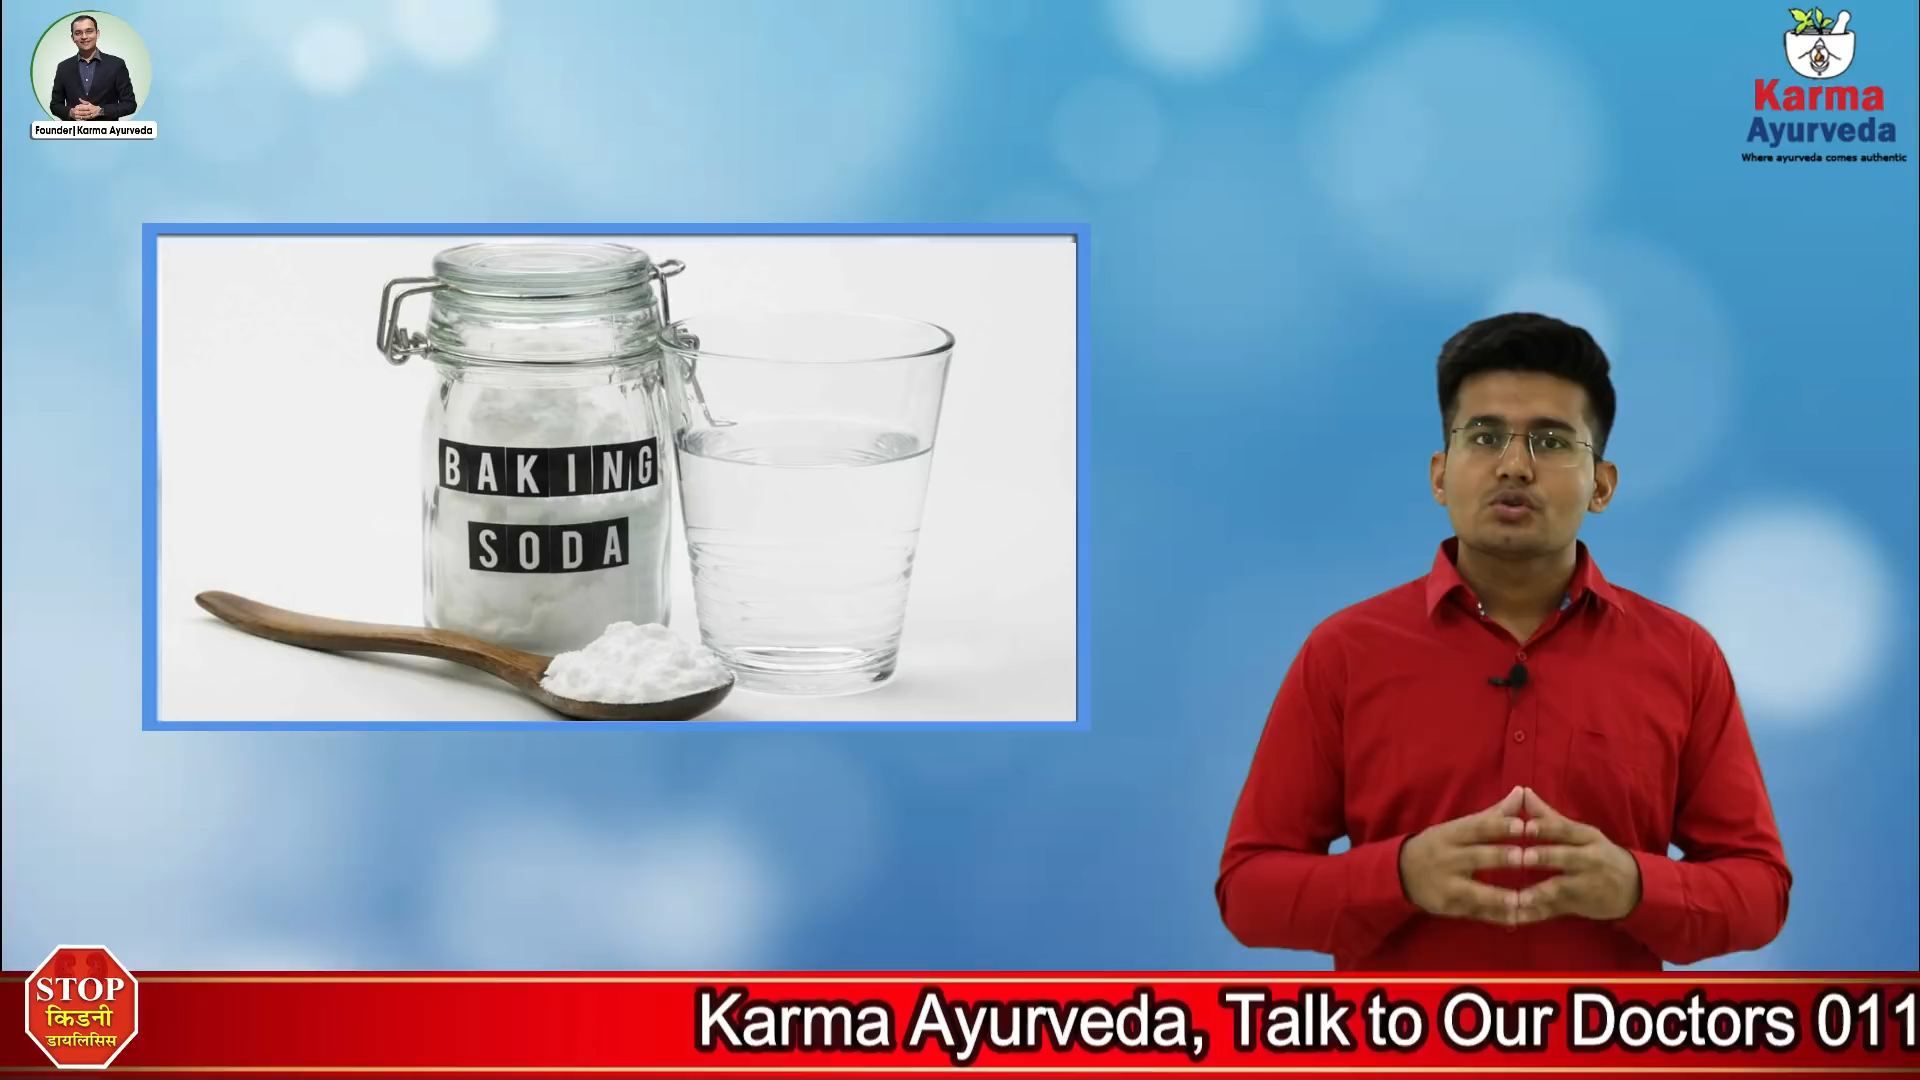 Founder|Karma Ayurveda
Karma
Ayurveda
Where ayurveda comes authentic
BAKING
SODA
STOP
किडनी
डायलिसिस
Karma Ayurveda, Talk to Our Doctors 011